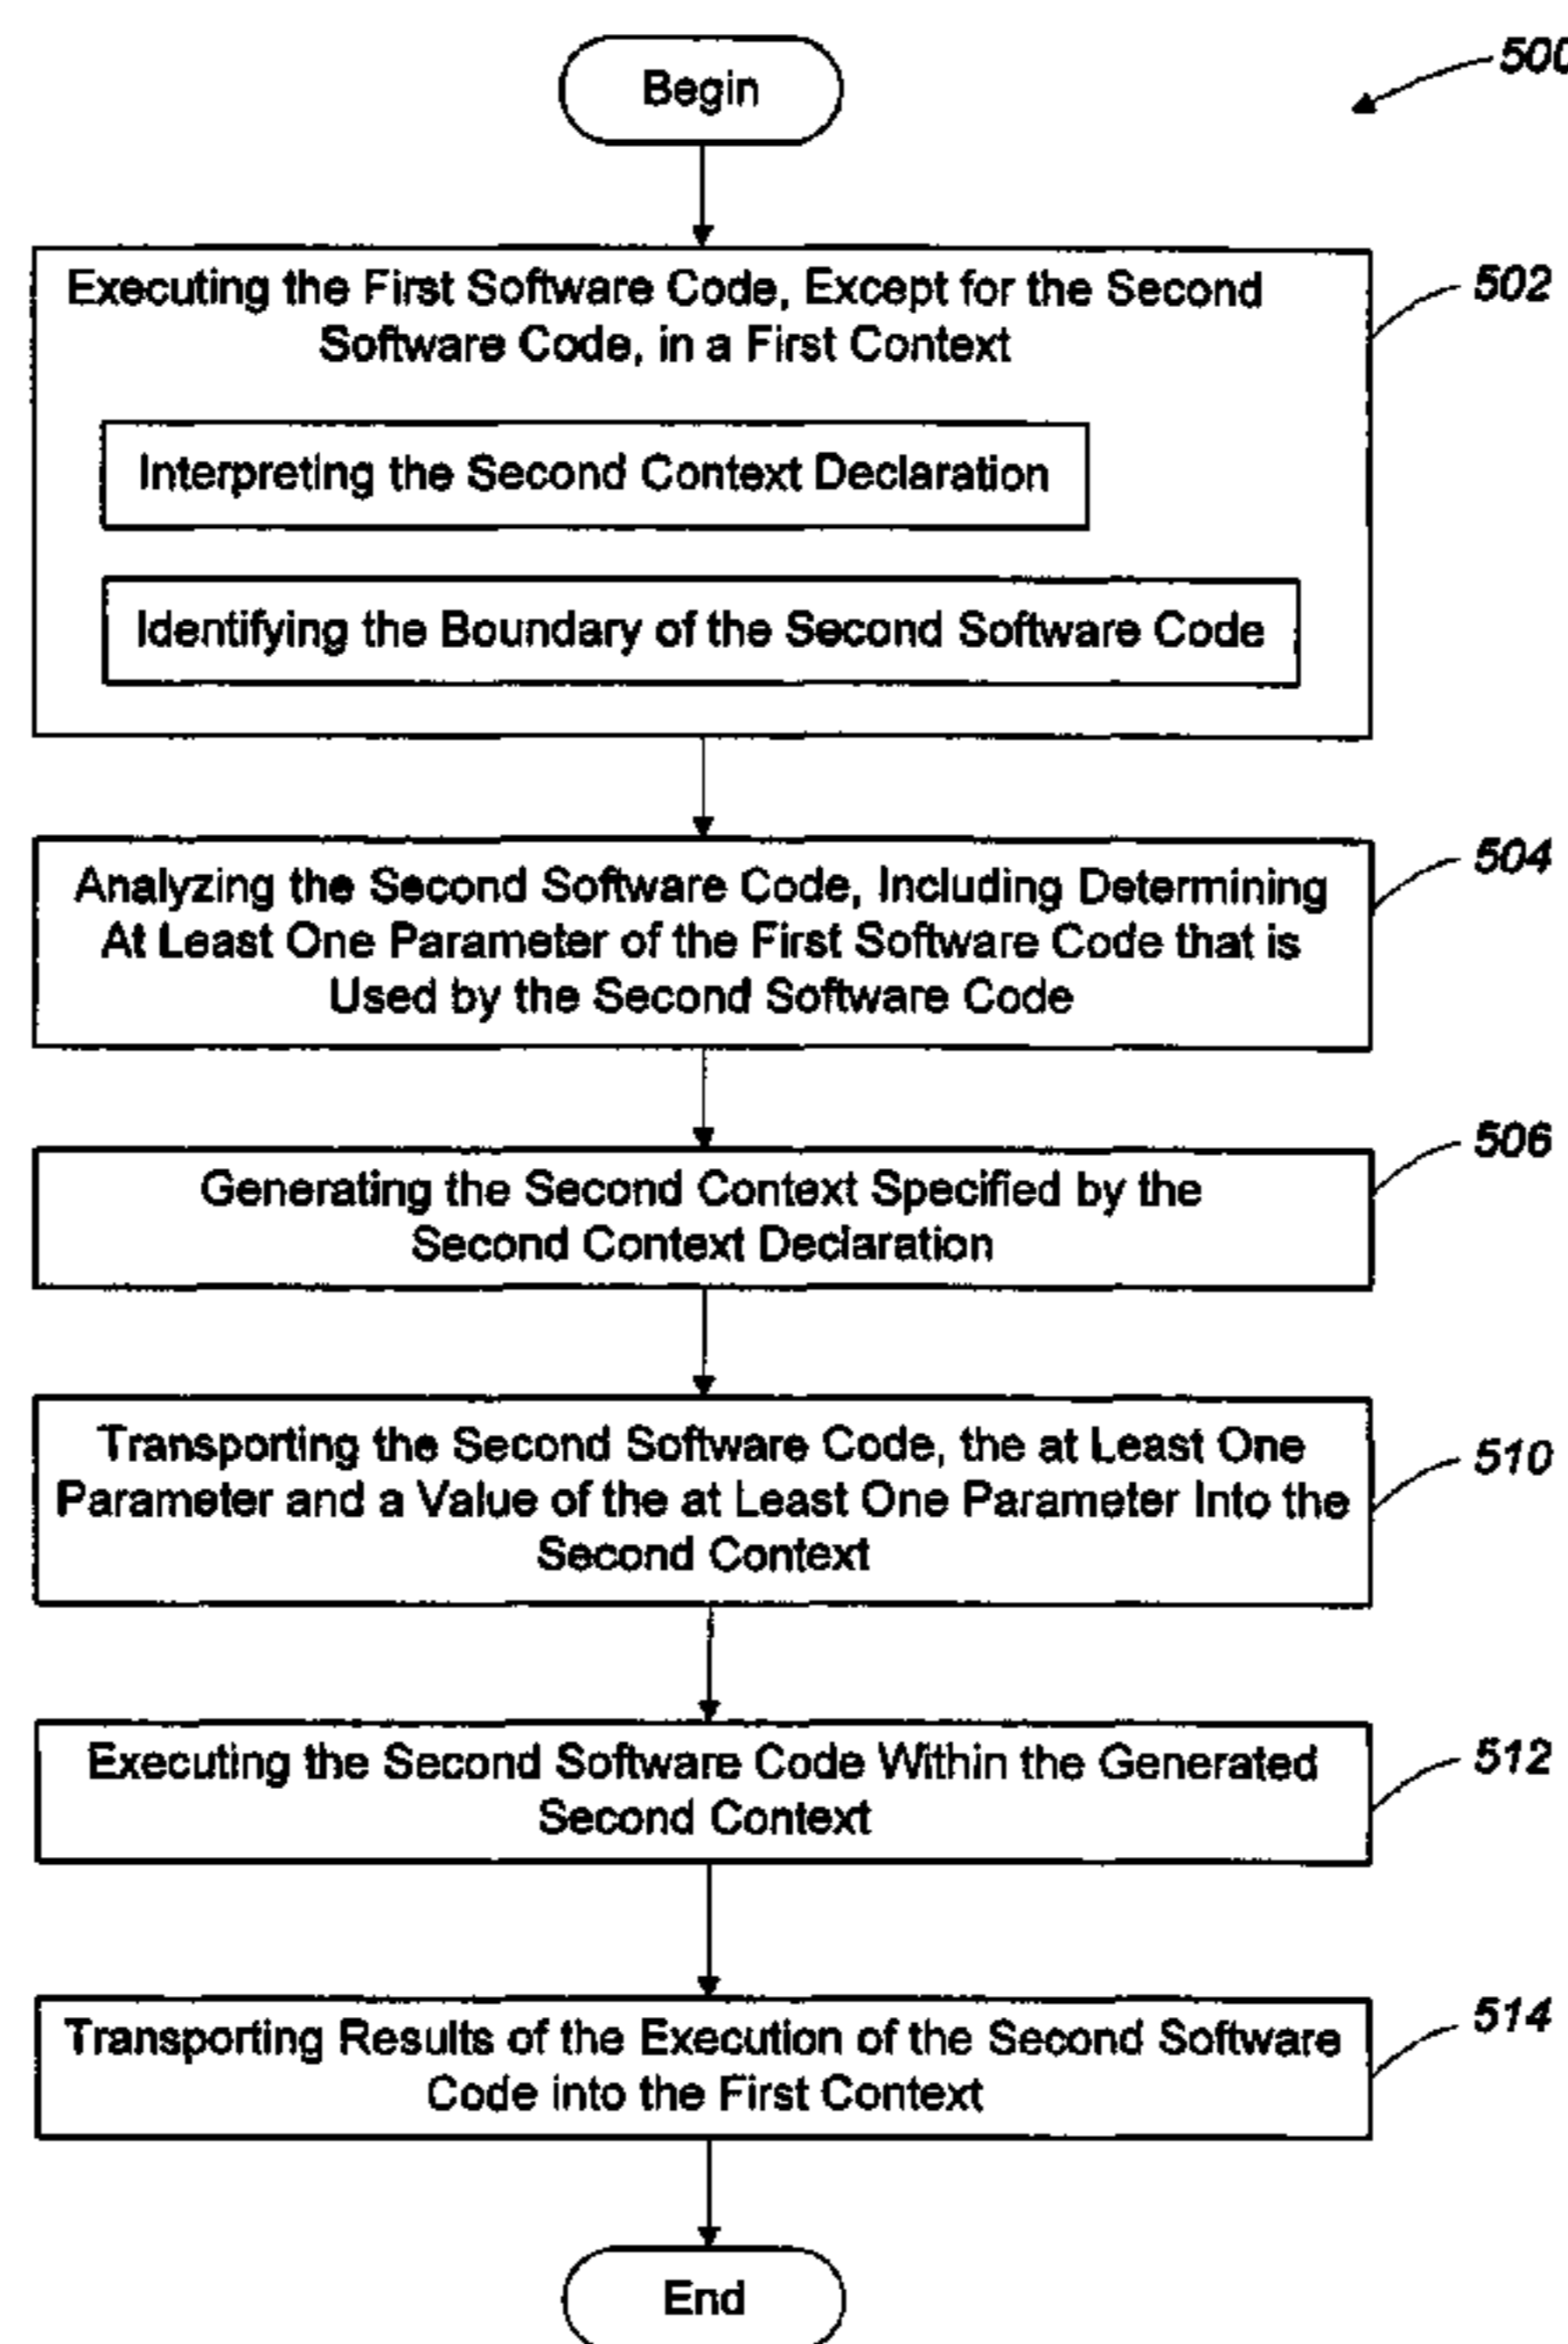 Begin
500
Executing the First Software Code, Except for the Second
Software Code, in a First Context
502
Interpreting the Second Context Declaration
Identifying the Boundary of the Second Software Code
Analyzing the Second Software Code, Including Determining
At Least One Parameter of the First Software Code that is
Used by the Second Software Code
504
Generating the Second Context Specified by the
Second Context Declaration
506
Transporting the Second Software Code, the at Least One
Parameter and a Value of the at Least One Parameter Into the
Second Context
510
Executing the Second Software Code Within the Generated
Second Context
512
Transporting Results of the Execution of the Second Software
Code into the First Context
514
End